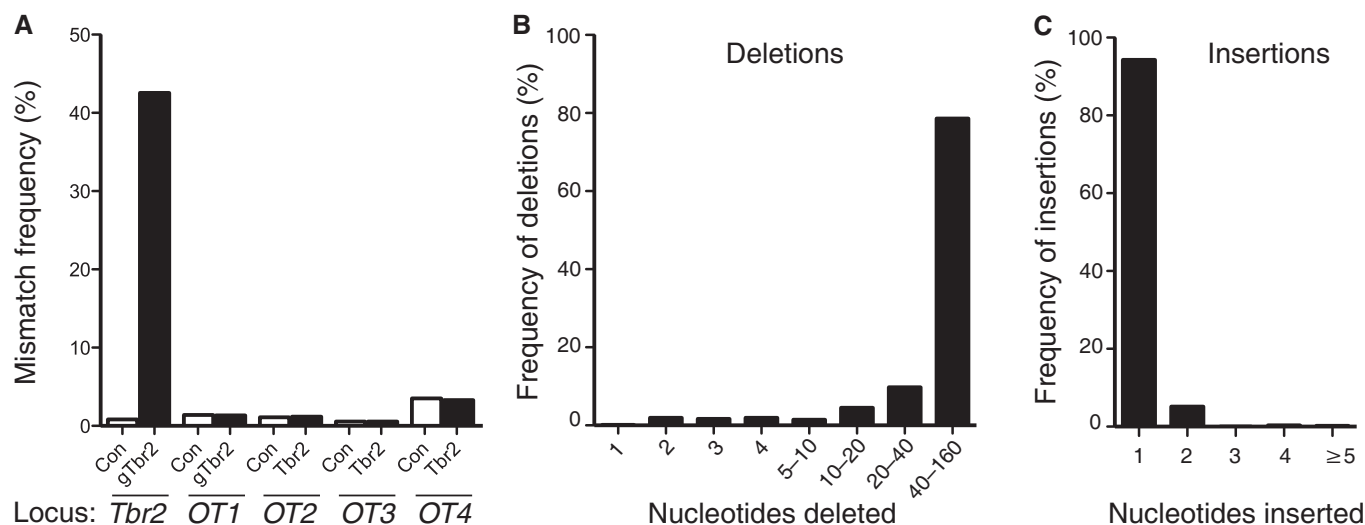 A
Mismatch frequency (%)
50
40
30
20
10
0
Con
gTbr2
Con
gTbr2
Con
Tbr2
Con
Tbr2
Con
Tbr2
Locus: Tbr2 OT1 OT2 OT3 OT4
B
Deletions
Frequency of deletions (%)
100
80
60
40
20
0
1
2
3
4
5–10
10–20
20–40
40–160
Nucleotides deleted
C
Insertions
Frequency of insertions (%)
100
80
60
40
20
0
1 2 3 4 ≥5
Nucleotides inserted